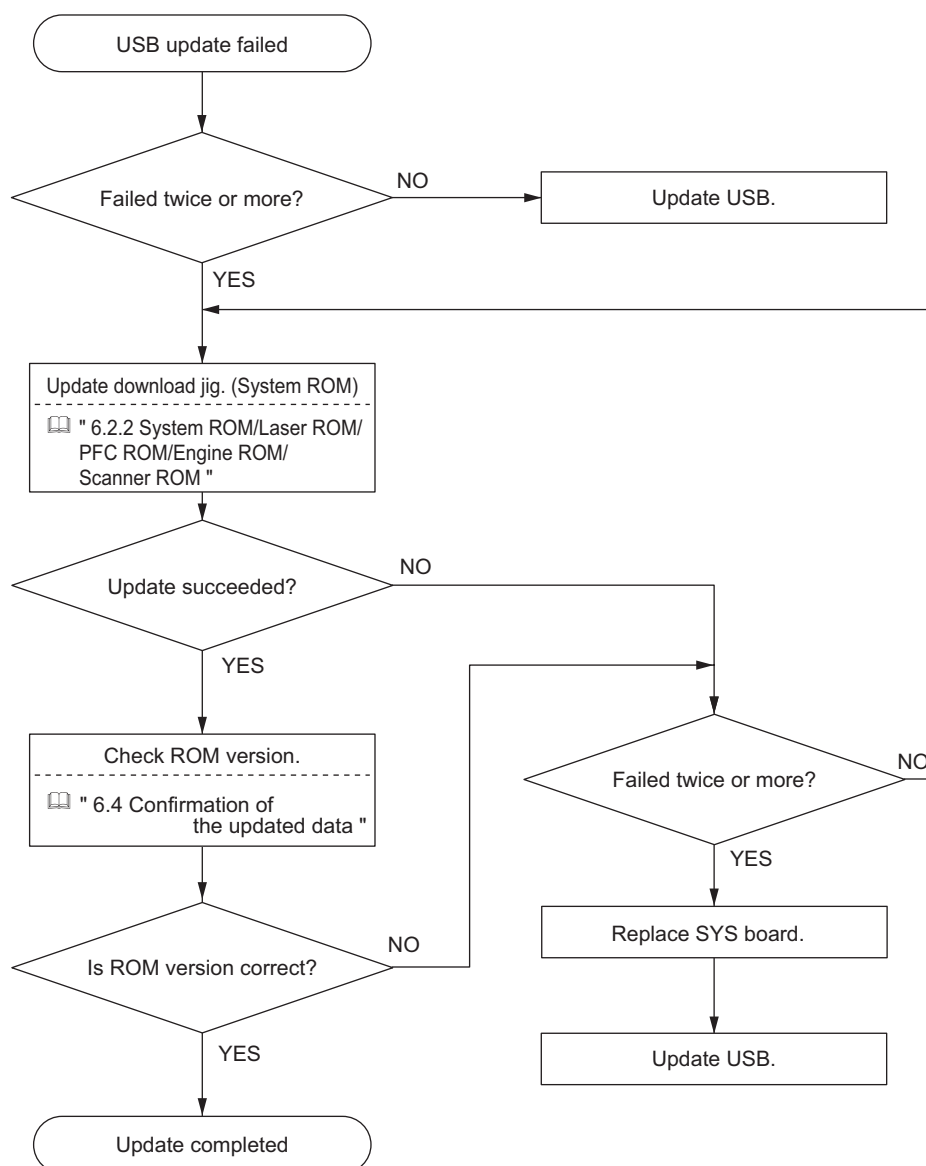 USB update failed
Failed twice or more?
NO
Update USB.
YES
Update download jig. (System ROM)
" 6.2.2 System ROM/Laser ROM/
PFC ROM/Engine ROM/
Scanner ROM "
Update succeeded?
NO
YES
Check ROM version.
" 6.4 Confirmation of
the updated data "
Failed twice or more?
NO
YES
Replace SYS board.
Is ROM version correct?
NO
YES
Update USB.
Update completed